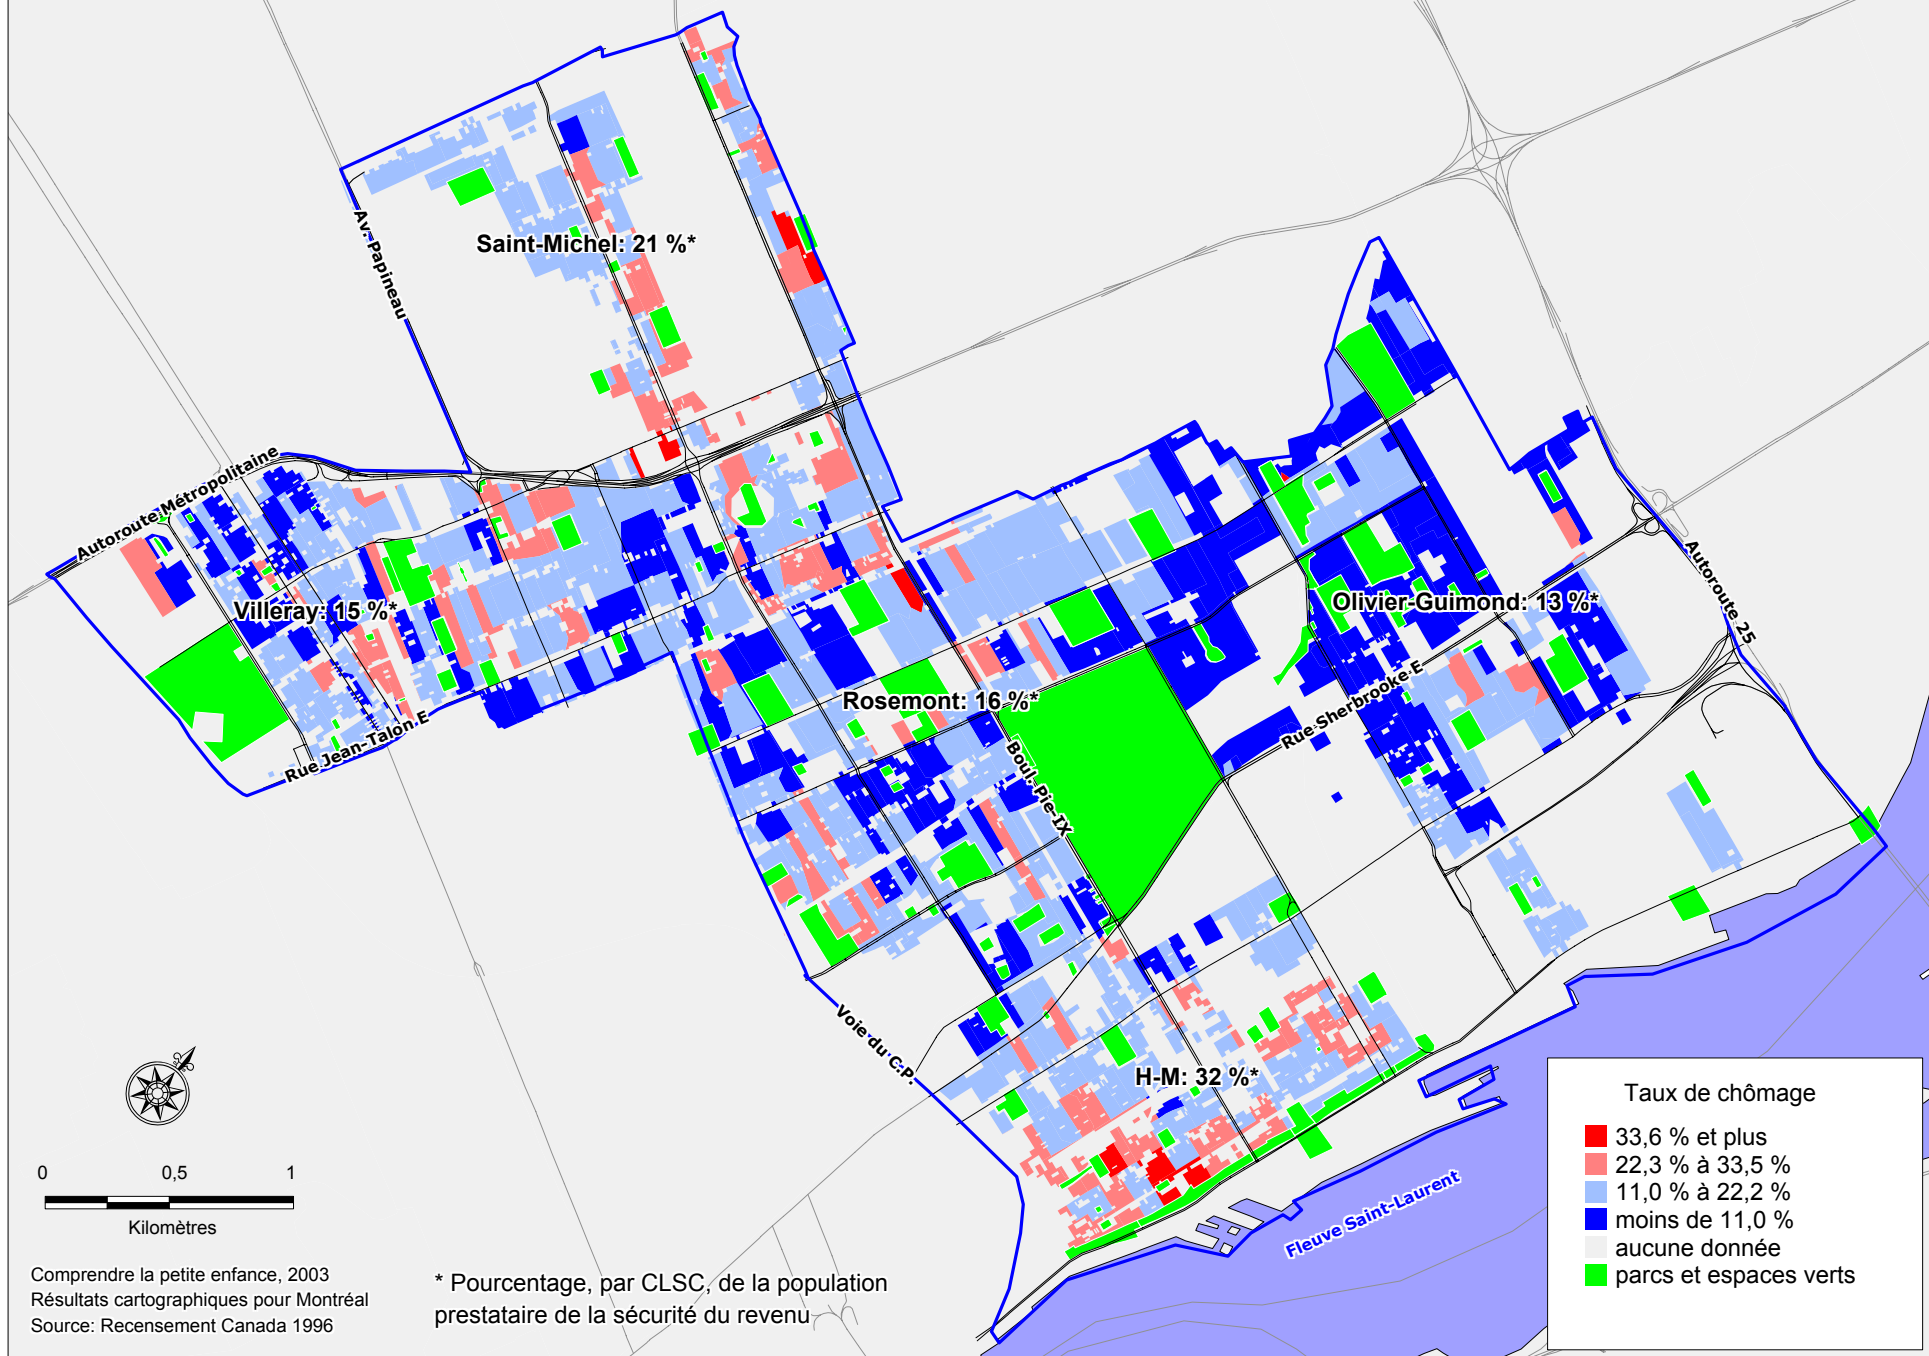 Saint-Michel: 21 %*
Av. Papineau
Autoroute Métropolitaine
Villeray: 15 %*
Olivier-Guimond: 13 %*
Autoroute 25
Rosemont: 16 %*
Rue Sherbrooke E
Rue Jean-Talon E
Boul. Pie-IX
Voie du C.P.
H-M: 32 %*
Fleuve Saint-Laurent
0 0,5 1
Kilomètres
Comprendre la petite enfance, 2003
Résultats cartographiques pour Montréal
Source: Recensement Canada 1996
* Pourcentage, par CLSC, de la population
prestataire de la sécurité du revenu
Taux de chômage
33,6 % et plus
22,3 % à 33,5 %
11,0 % à 22,2 %
moins de 11,0 %
aucune donnée
parcs et espaces verts